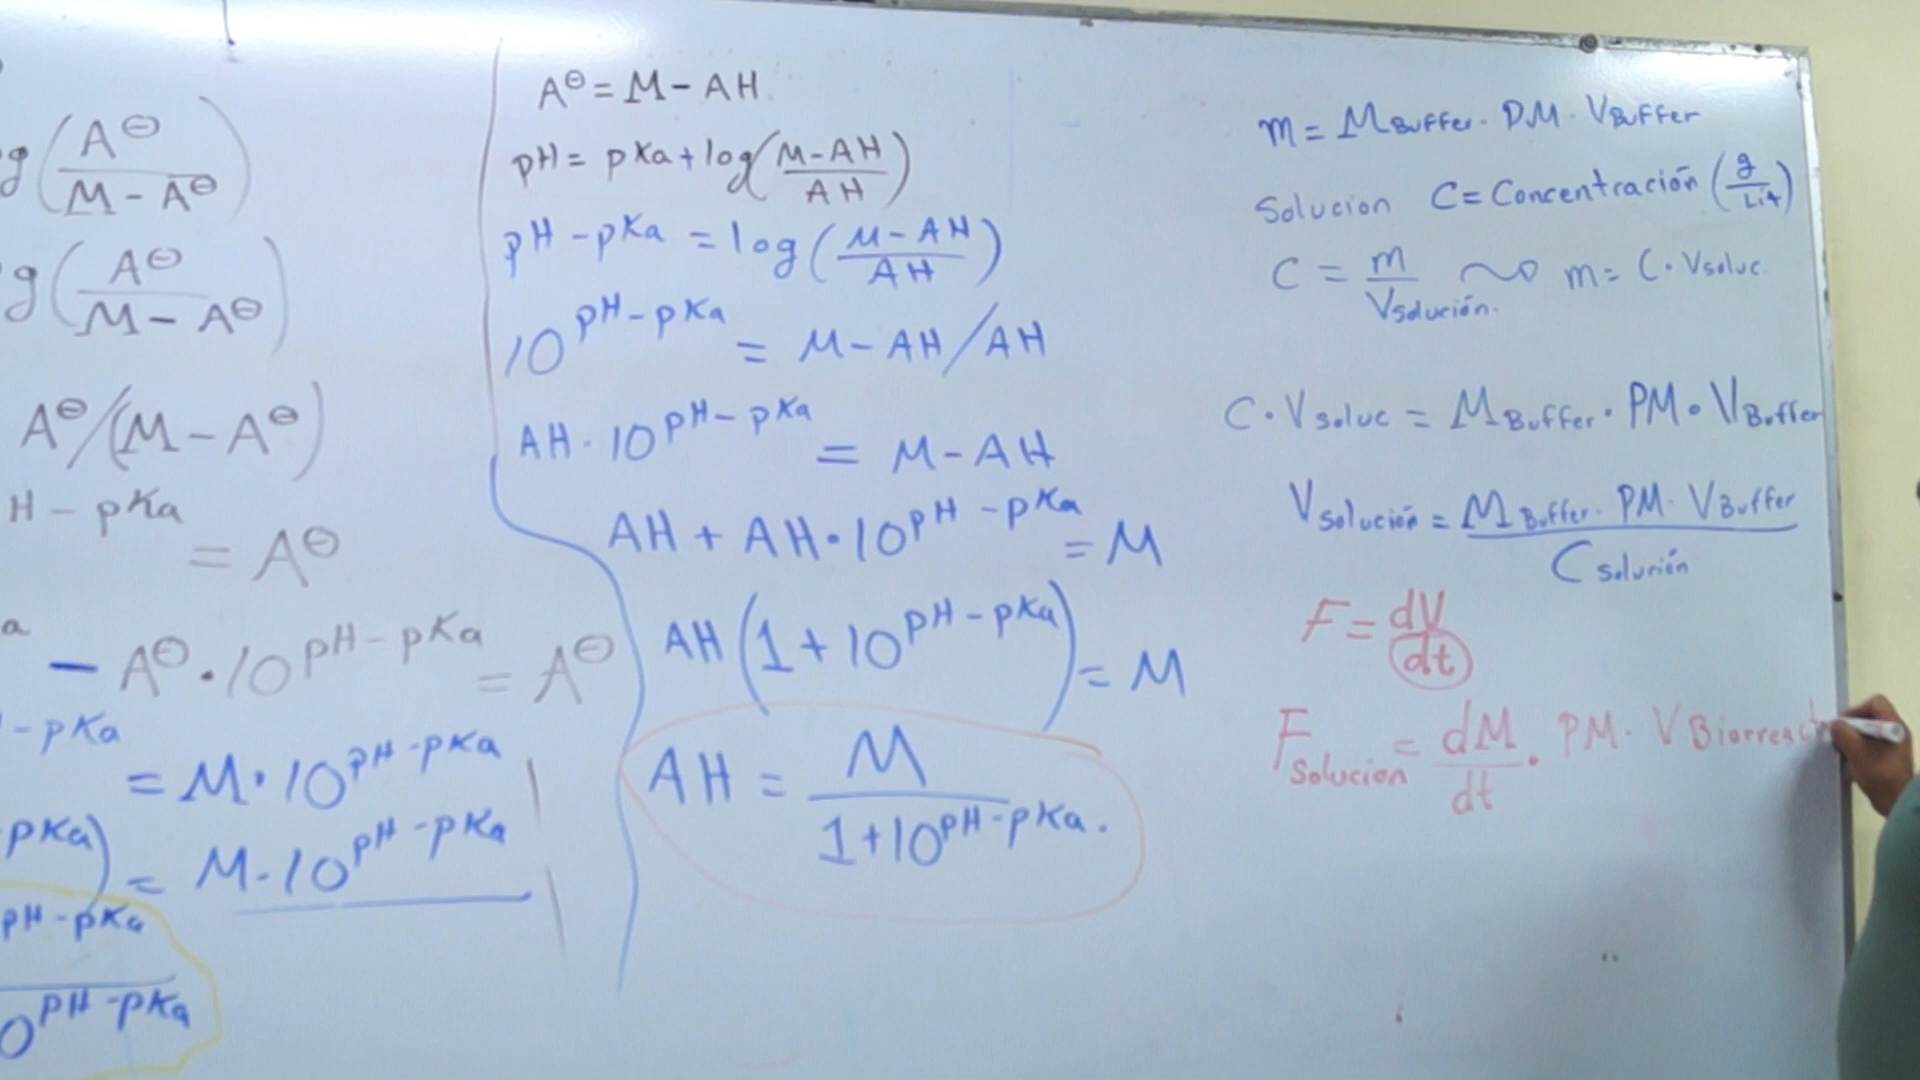 g(A⊖/M - A⊖)
g(A⊖/M - A⊖)
A⊖/(M - A⊖)
H - pKa = A⊖
a - A⊖ · 10^pH - pKa = A⊖
- pKa = M · 10^pH - pKa
pKa) = M · 10^pH - pKa
pH - pKa
0^pH - pKa
A⊖ = M - AH
pH = pKa + log(M - AH/AH)
pH - pKa = log(M - AH/AH)
10^pH - pKa = M - AH/AH
AH · 10^pH - pKa = M - AH
AH + AH · 10^pH - pKa = M
AH(1 + 10^pH - pKa) = M
AH = M/1 + 10^pH - pKa.
m = M Buffer · PM · V Buffer
Solucion C = Concentración (g/Lit)
C = m/V solución. ~> m = C · V soluc
C · V soluc = M Buffer · PM · V Buffer
V solución = M Buffer · PM · V Buffer/C solución
F = dV/dt
F Solucion = dM/dt · PM · V Biorreact